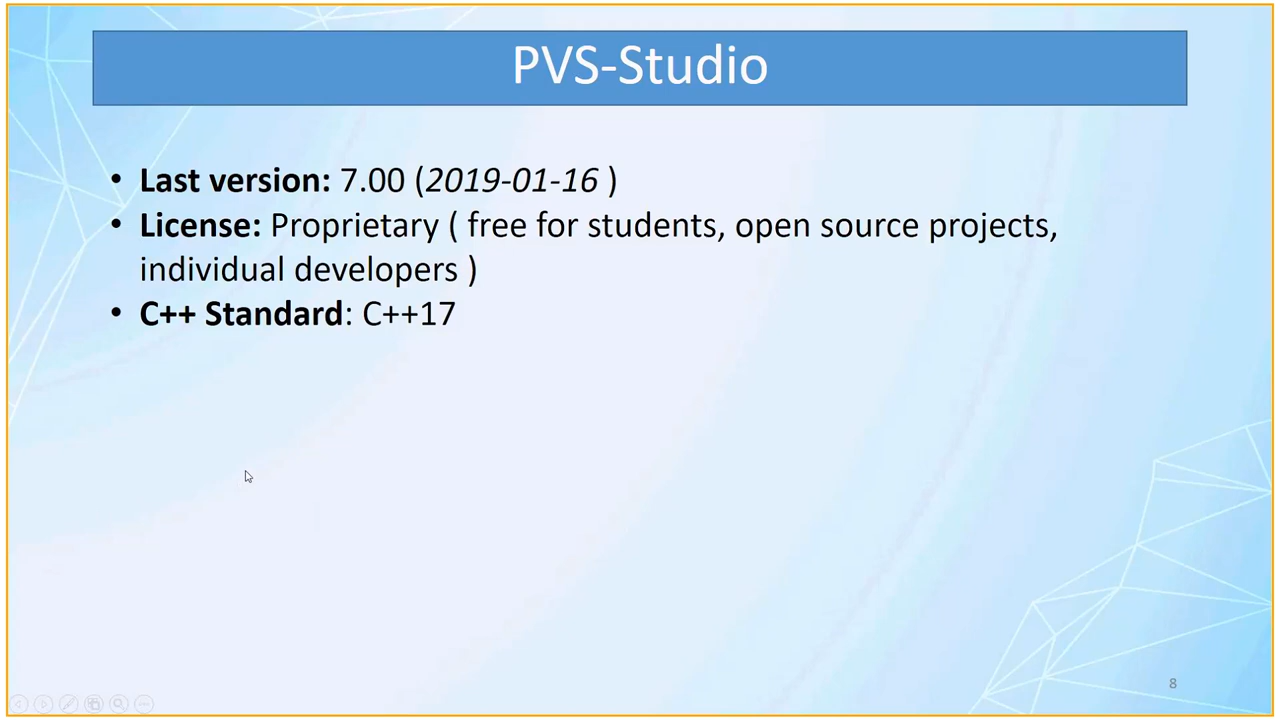 PVS-Studio
• Last version: 7.00 (2019-01-16 )
• License: Proprietary ( free for students, open source projects,
individual developers )
• C++ Standard: C++17
8